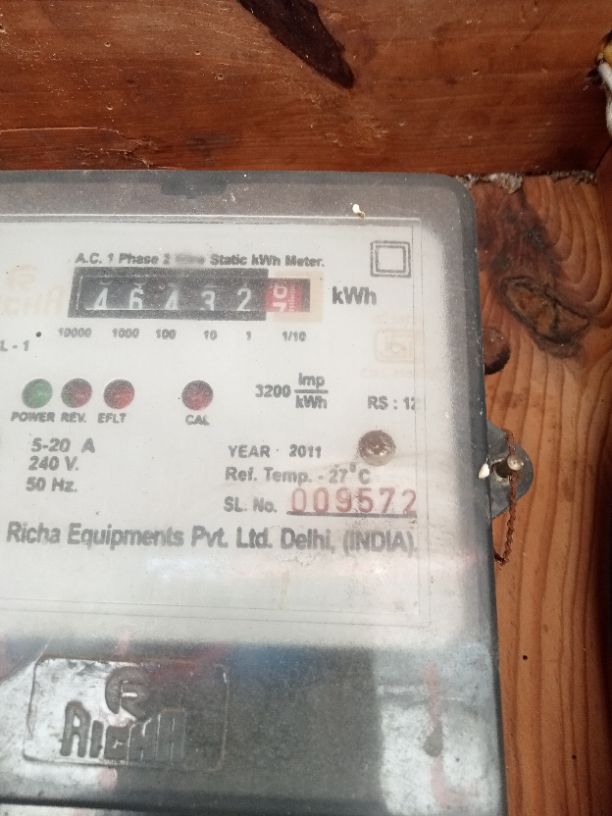 A.C. 1 Phase 2 Wire Static kWh Meter.
46432 kWh
10000 1000 100 10 1 1/10
L - 1
3200 imp/kWh
RS : 12
POWER REV. EFLT CAL
5-20 A
240 V.
50 Hz.
YEAR - 2011
Ref. Temp. - 27°C
SL. No. 009572
Richa Equipments Pvt. Ltd. Delhi, (INDIA).
R
RICHA